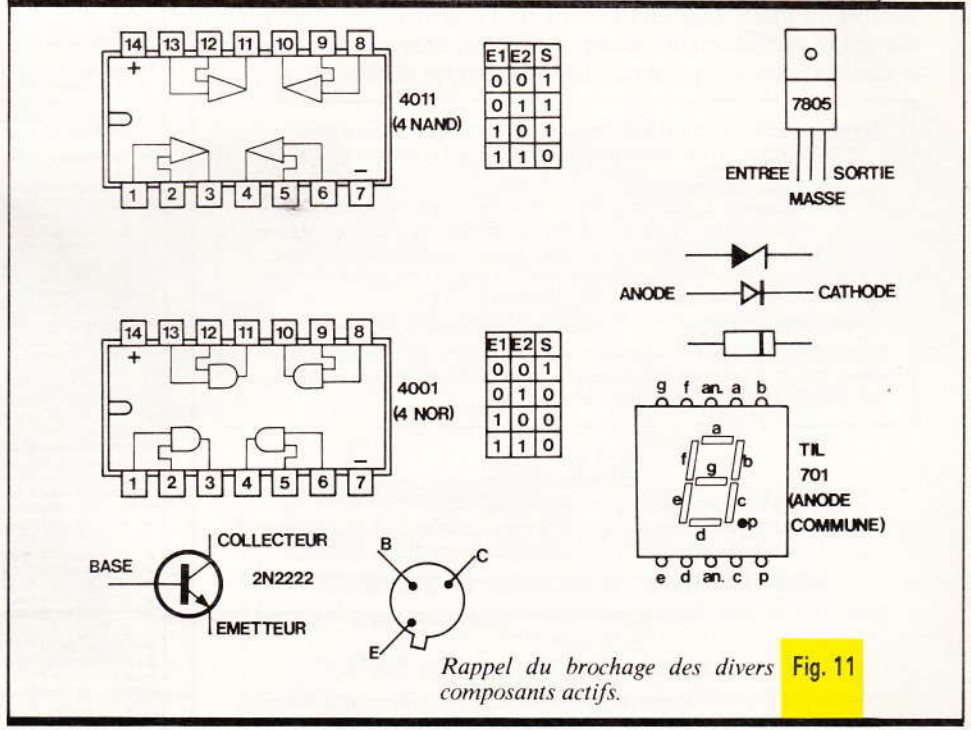 14 13 12 11 10 9 8
+
4011
(4 NAND)
−
1 2 3 4 5 6 7
E1 E2 S
0 0 1
0 1 1
1 0 1
1 1 0
7805
ENTREE SORTIE
MASSE
ANODE CATHODE
14 13 12 11 10 9 8
+
4001
(4 NOR)
−
1 2 3 4 5 6 7
E1 E2 S
0 0 1
0 1 0
1 0 0
1 1 0
g f an. a b
a
f b
g
e c
d p
e d an. c p
TIL
701
(ANODE
COMMUNE)
COLLECTEUR
BASE
2N2222
EMETTEUR
B C
E
Rappel du brochage des divers
composants actifs.
Fig. 11